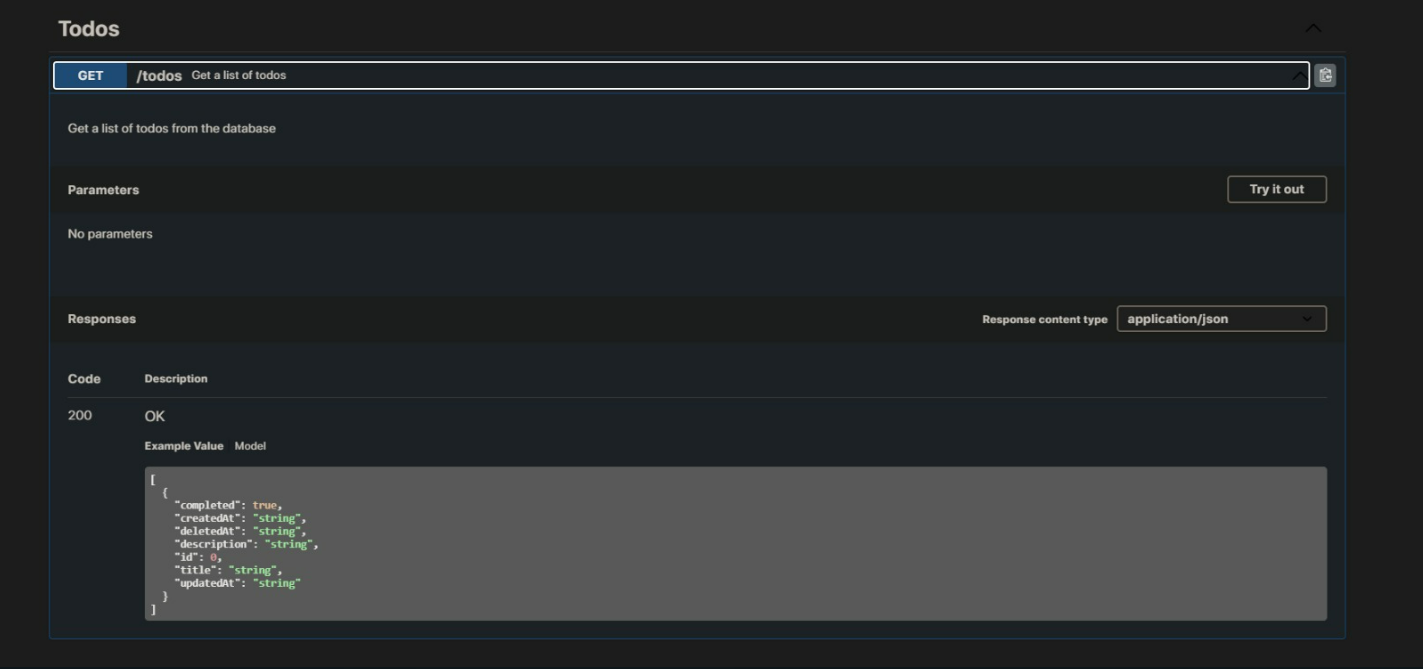 Todos
GET /todos Get a list of todos
Get a list of todos from the database
Parameters Try it out
No parameters
Responses Response content type application/json
Code Description
200 OK
Example Value Model
[
  {
    "completed": true,
    "createdAt": "string",
    "deletedAt": "string",
    "description": "string",
    "id": 0,
    "title": "string",
    "updatedAt": "string"
  }
]